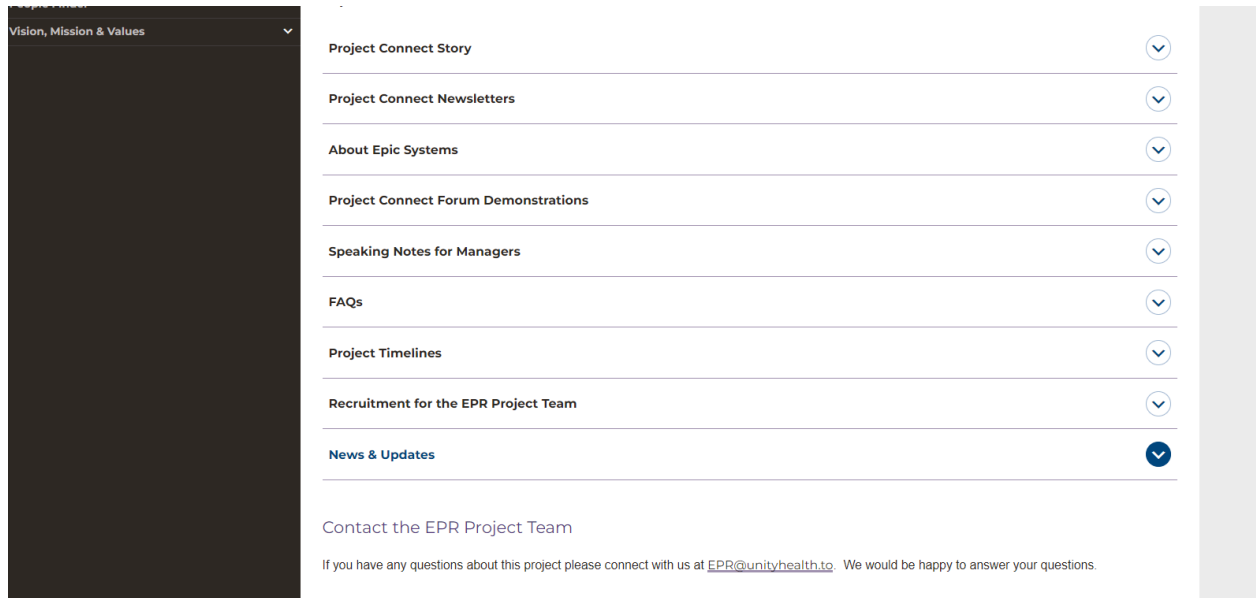 People Finder
Vision, Mission & Values
Project Connect Story
Project Connect Newsletters
About Epic Systems
Project Connect Forum Demonstrations
Speaking Notes for Managers
FAQs
Project Timelines
Recruitment for the EPR Project Team
News & Updates
Contact the EPR Project Team
If you have any questions about this project please connect with us at EPR@unityhealth.to. We would be happy to answer your questions.